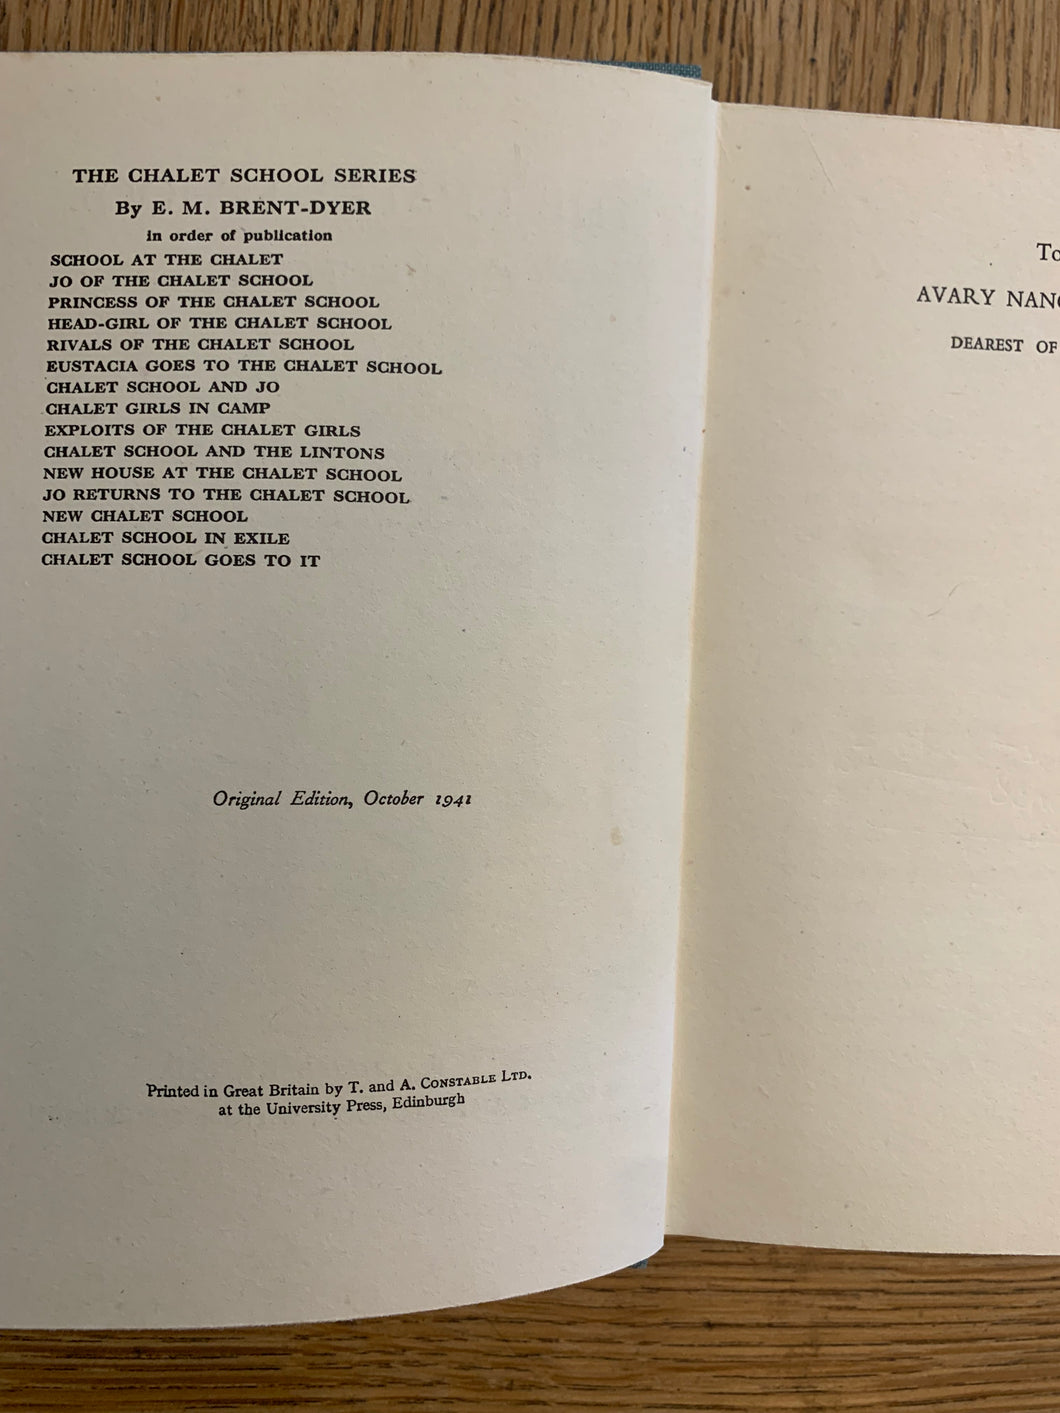 THE CHALET SCHOOL SERIES
By E. M. BRENT-DYER
in order of publication
SCHOOL AT THE CHALET
JO OF THE CHALET SCHOOL
PRINCESS OF THE CHALET SCHOOL
HEAD-GIRL OF THE CHALET SCHOOL
RIVALS OF THE CHALET SCHOOL
EUSTACIA GOES TO THE CHALET SCHOOL
CHALET SCHOOL AND JO
CHALET GIRLS IN CAMP
EXPLOITS OF THE CHALET GIRLS
CHALET SCHOOL AND THE LINTONS
NEW HOUSE AT THE CHALET SCHOOL
JO RETURNS TO THE CHALET SCHOOL
NEW CHALET SCHOOL
CHALET SCHOOL IN EXILE
CHALET SCHOOL GOES TO IT
Original Edition, October 1941
Printed in Great Britain by T. and A. CONSTABLE LTD.
at the University Press, Edinburgh
To
AVARY
DEAREST OF